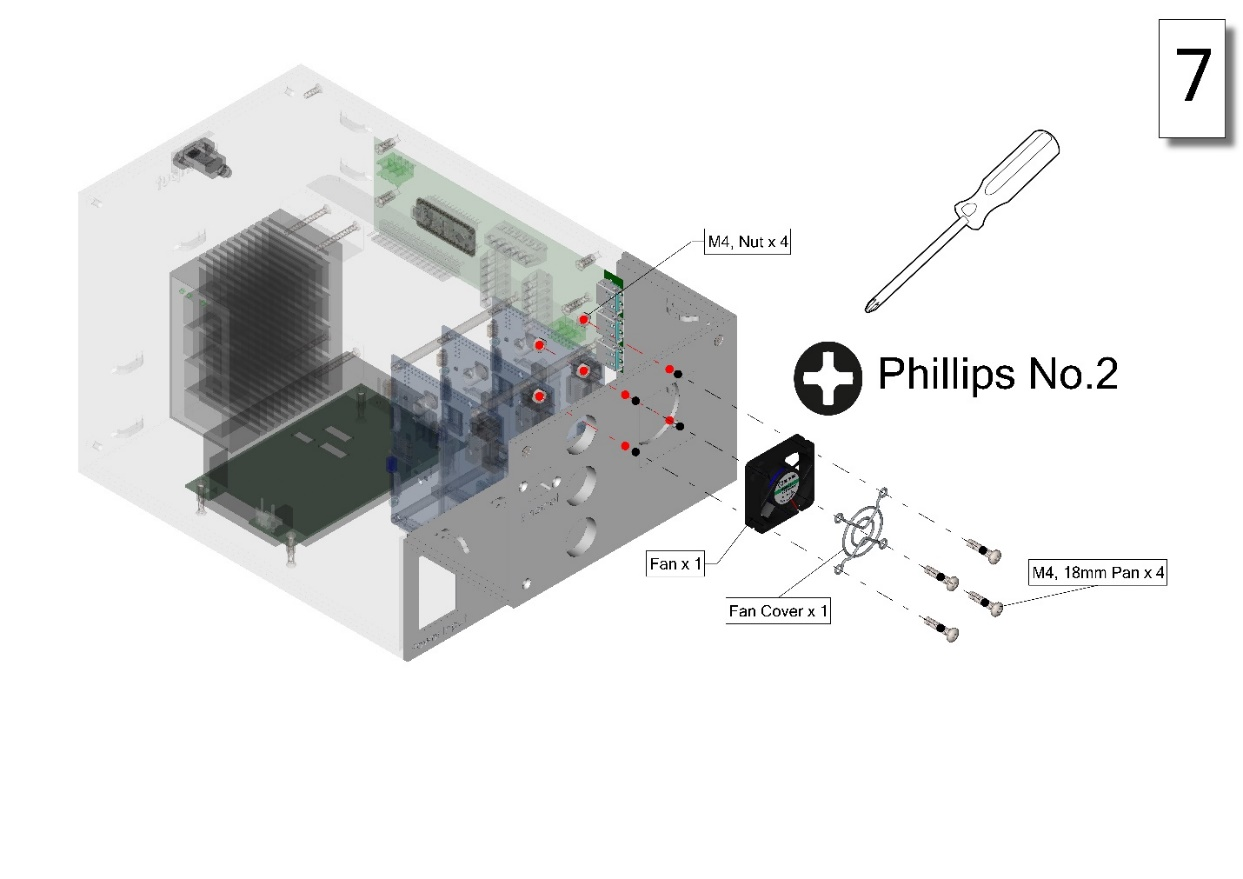 7
M4, Nut x 4
Phillips No.2
Fan x 1
M4, 18mm Pan x 4
Fan Cover x 1